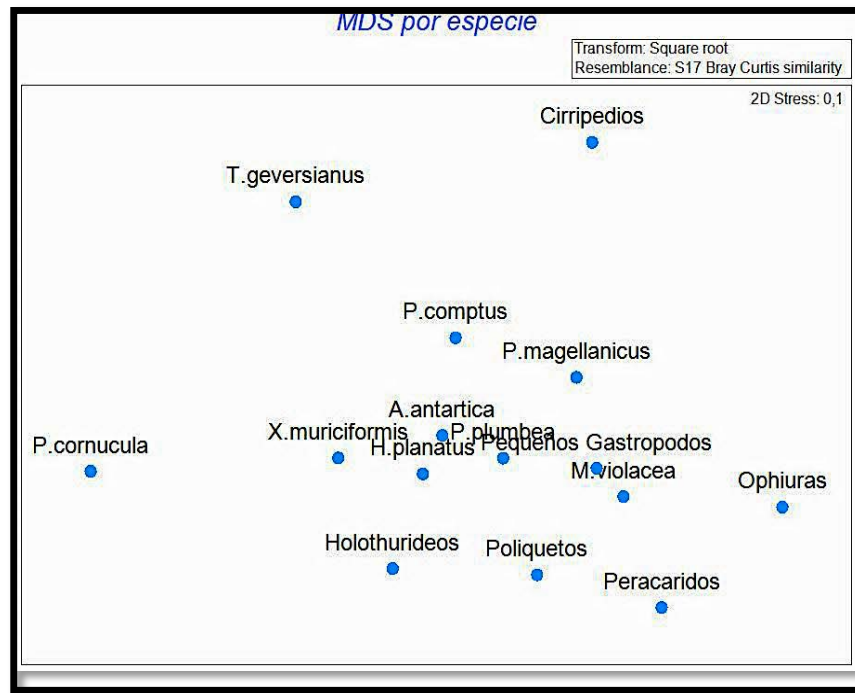 MDS por especie
Transform: Square root
Resemblance: S17 Bray Curtis similarity
2D Stress: 0,1
Cirripedios
T.geversianus
P.comptus
P.magellanicus
A.antartica
X.muriciformis
P.plumbea
P.cornucula
H.planatus
Pequeños Gastropodos
M.violacea
Ophiuras
Holothurideos
Poliquetos
Peracaridos